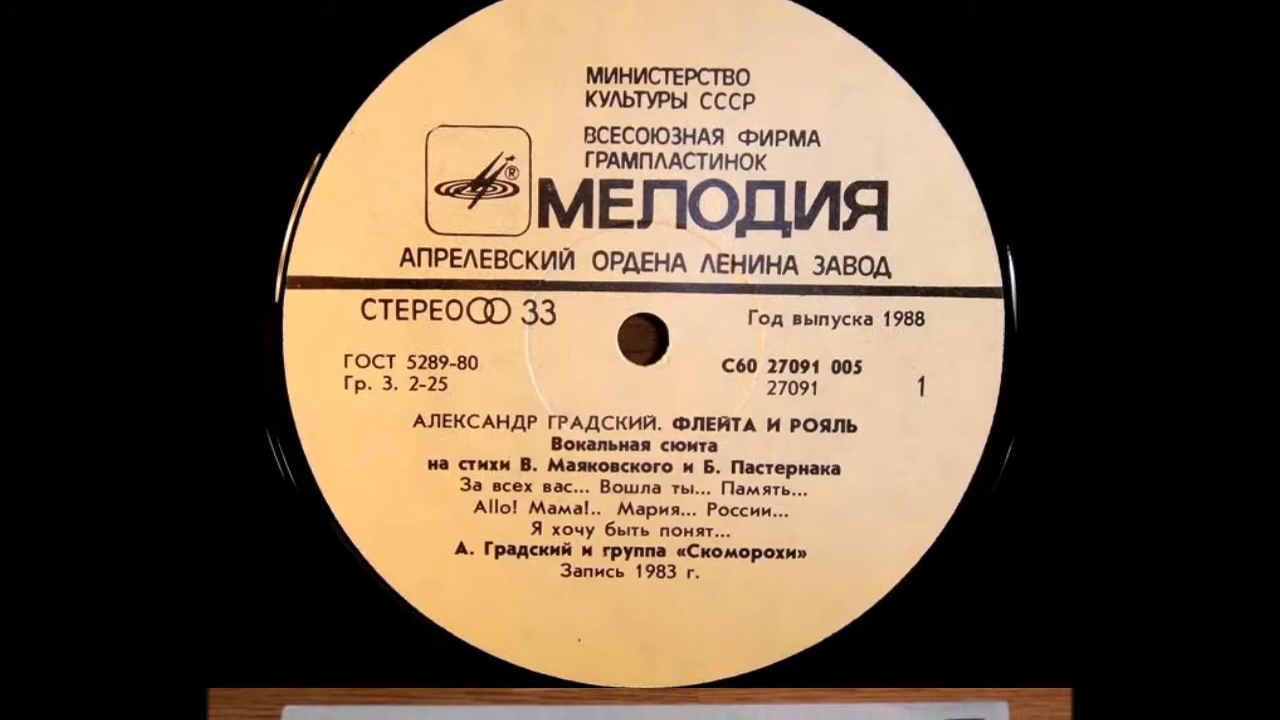 МИНИСТЕРСТВО
КУЛЬТУРЫ СССР
ВСЕСОЮЗНАЯ ФИРМА
ГРАМПЛАСТИНОК
®
МЕЛОДИЯ
АПРЕЛЕВСКИЙ ОРДЕНА ЛЕНИНА ЗАВОД
СТЕРЕО 33
Год выпуска 1988
ГОСТ 5289-80
Гр. 3. 2-25
С60 27091 005
27091
1
АЛЕКСАНДР ГРАДСКИЙ. ФЛЕЙТА И РОЯЛЬ
Вокальная сюита
на стихи В. Маяковского и Б. Пастернака
За всех вас... Вошла ты... Память...
Allo! Мама!.. Мария... России...
Я хочу быть понят...
А. Градский и группа «Скоморохи»
Запись 1983 г.